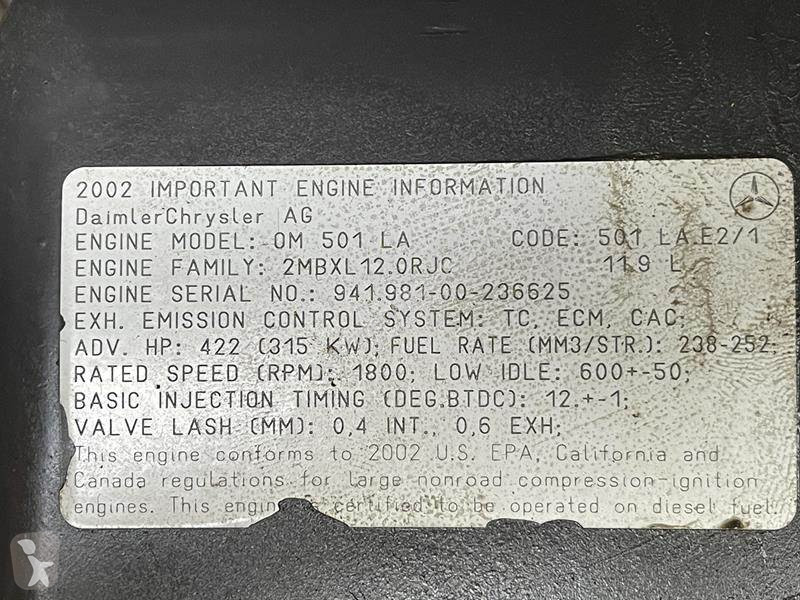 2002 IMPORTANT ENGINE INFORMATION
DaimlerChrysler AG
ENGINE MODEL: OM 501 LA CODE: 501 LA.E2/1
ENGINE FAMILY: 2MBXL12.0RJC 11.9 L
ENGINE SERIAL NO.: 941.981-00-236625
EXH. EMISSION CONTROL SYSTEM: TC, ECM, CAC;
ADV. HP: 422 (315 KW); FUEL RATE (MM3/STR.): 238-252;
RATED SPEED (RPM): 1800; LOW IDLE: 600+-50;
BASIC INJECTION TIMING (DEG.BTDC): 12.+-1;
VALVE LASH (MM): 0,4 INT., 0,6 EXH;
This engine conforms to 2002 U.S. EPA, California and
Canada regulations for large nonroad compression-ignition
engines. This engine is certified to be operated on diesel fuel.